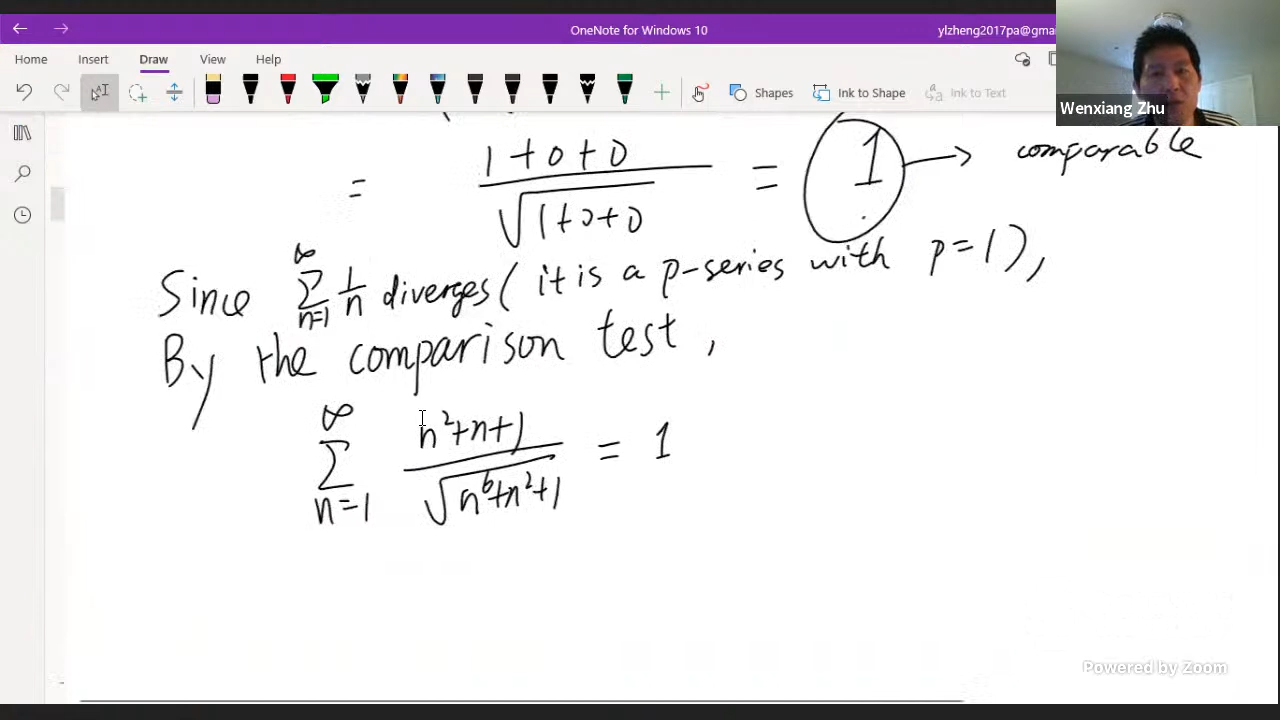 OneNote for Windows 10
ylzheng2017pa@gma
Home Insert Draw View Help
Shapes Ink to Shape Ink to Text
Wenxiang Zhu
= (1+0+0)/√(1+0+0) = 1 → comparable
Since ∑_{n=1}^{∞} 1/n diverges (it is a p-series with p=1),
By the comparison test,
∑_{n=1}^{∞} (n²+n+1)/√(n⁶+n²+1) = 1
Powered by Zoom